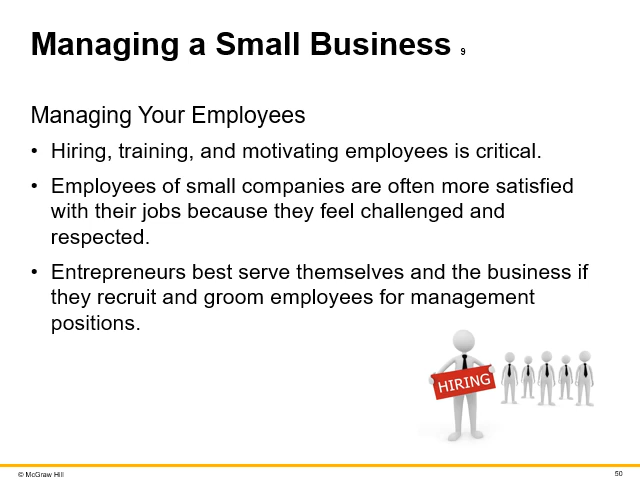 Managing a Small Business 9
Managing Your Employees
• Hiring, training, and motivating employees is critical.
• Employees of small companies are often more satisfied
with their jobs because they feel challenged and
respected.
• Entrepreneurs best serve themselves and the business if
they recruit and groom employees for management
positions.
HIRING
© McGraw Hill
50